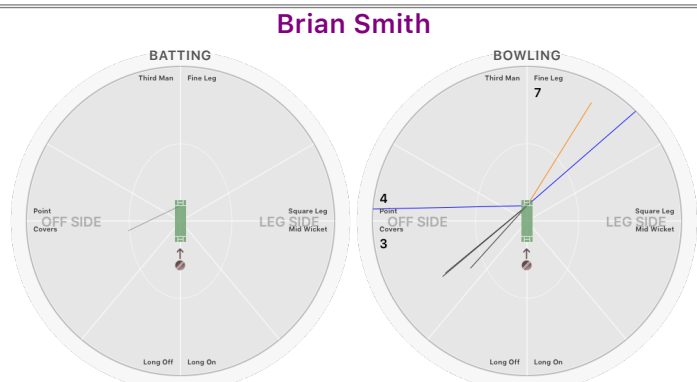 Brian Smith
BATTING
Third Man Fine Leg
Point
OFF SIDE
Covers
Square Leg
LEG SIDE
Mid Wicket
Long Off Long On
BOWLING
Third Man Fine Leg
7
4
Point
OFF SIDE
Covers
3
Square Leg
LEG SIDE
Mid Wicket
Long Off Long On